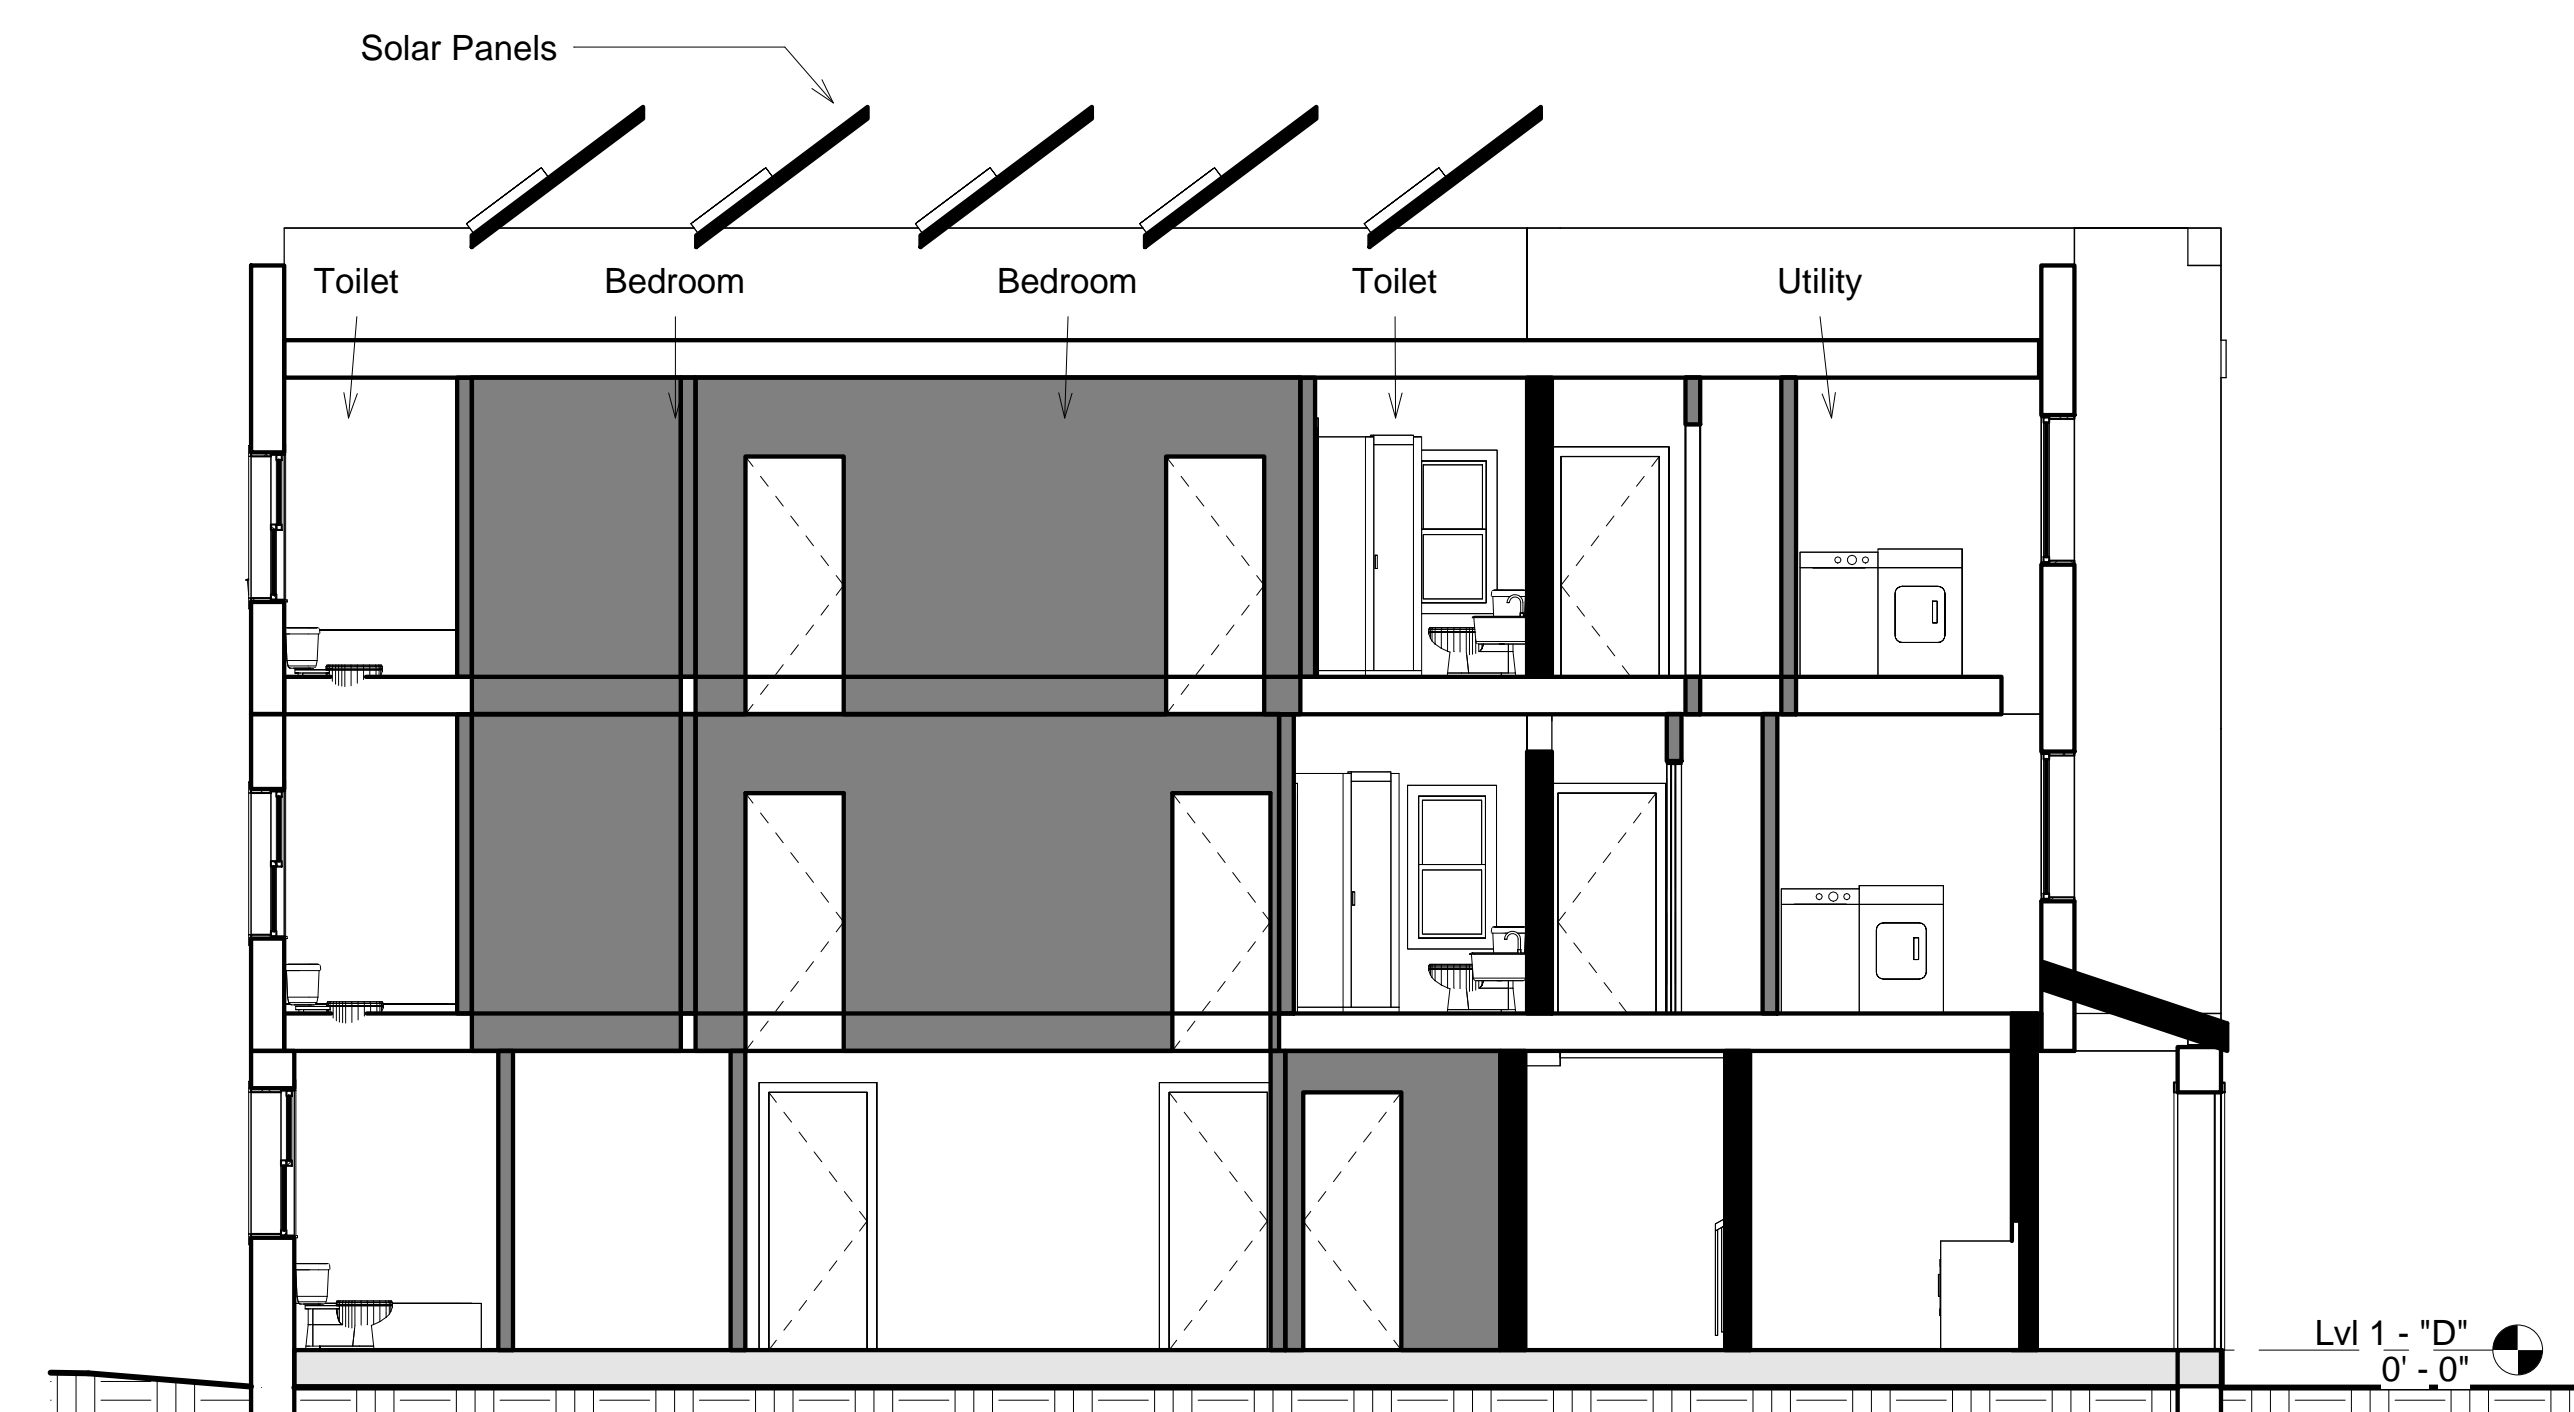 Solar Panels
Toilet
Bedroom
Bedroom
Toilet
Utility
Lvl 1 - "D"
0' - 0"